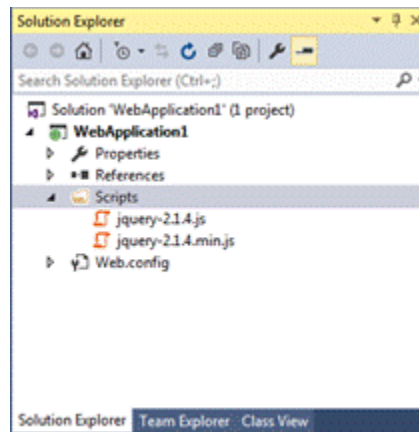 Solution Explorer
Search Solution Explorer (Ctrl+;)
Solution 'WebApplication1' (1 project)
WebApplication1
Properties
References
Scripts
jquery-2.1.4.js
jquery-2.1.4.min.js
Web.config
Solution Explorer Team Explorer Class View